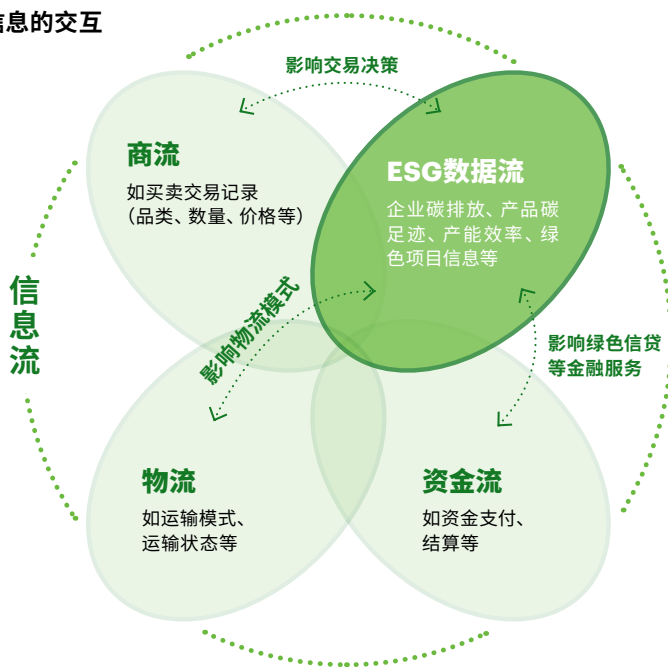 信息的交互
影响交易决策
商流
如买卖交易记录
（品类、数量、价格等）
ESG数据流
企业碳排放、产品碳
足迹、产能效率、绿
色项目信息等
信息流
影响物流模式
影响绿色信贷
等金融服务
物流
如运输模式、
运输状态等
资金流
如资金支付、
结算等